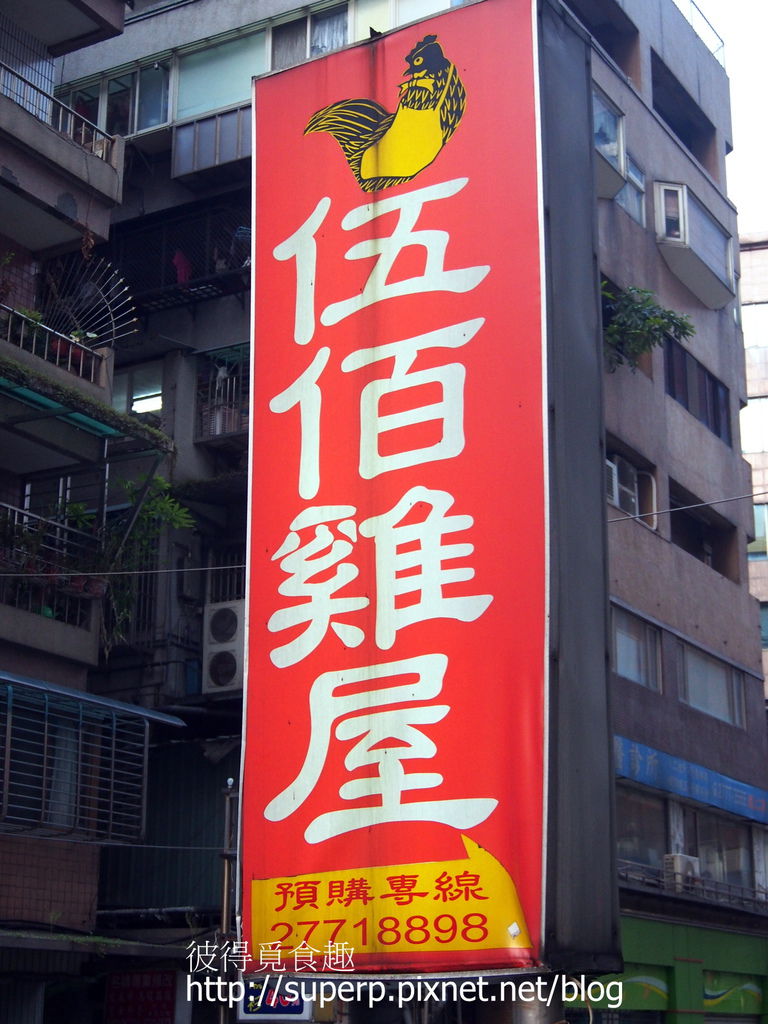 伍佰雞屋
預購專線
27718898
彼得覓食趣
http://superp.pixnet.net/blog